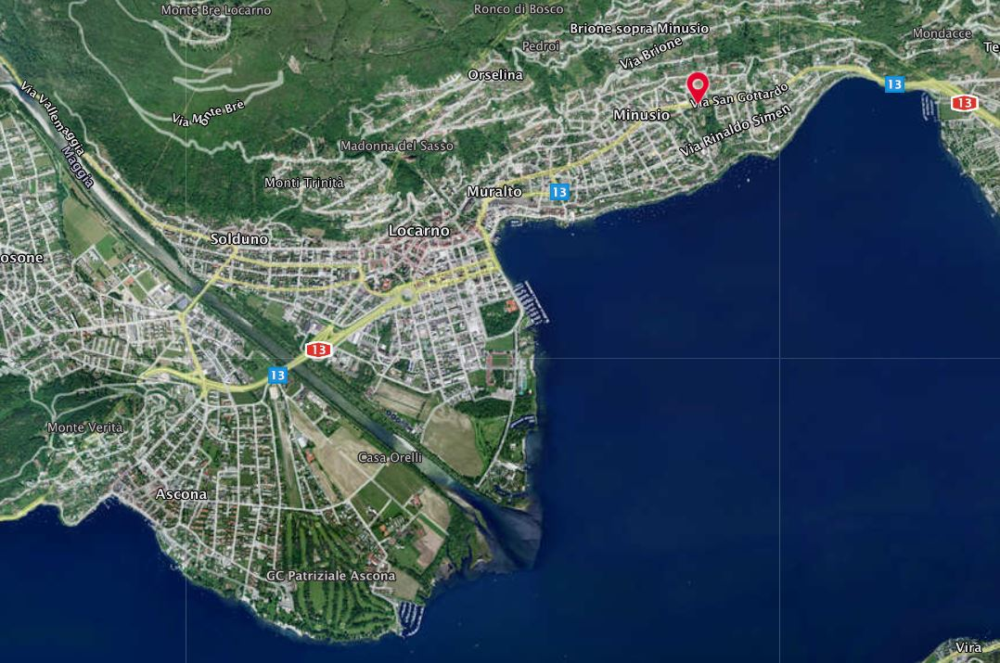 Monte Bre Locarno
Ronco di Bosco
Brione sopra Minusio
Mondacce
Pedroi
Via Brione
Te
Orselina
13
Via Vallemaggia
Via San Gottardo
13
Via Monte Brè
Minusio
Via Rinaldo Simen
Madonna del Sasso
Maggia
Monti Trinità
Muralto
13
Locarno
Solduno
osone
13
13
Monte Verità
Casa Orelli
Ascona
GC Patriziale Ascona
Vira